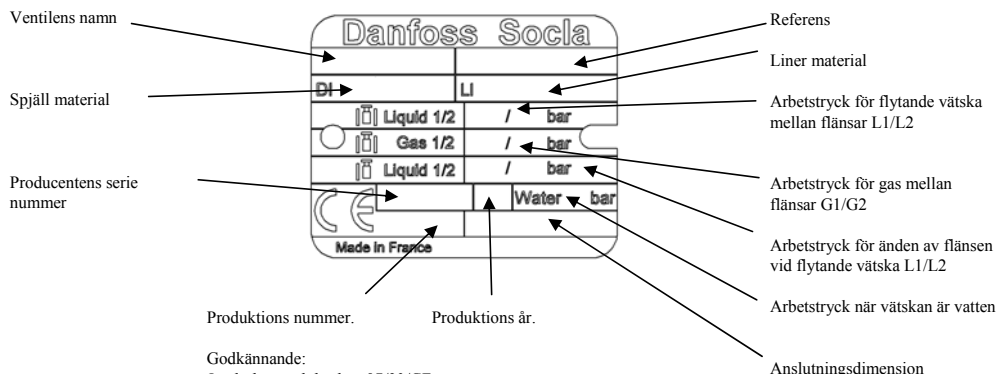 Ventilens namn
Referens
Danfoss Socla
Liner material
DI LI
Spjäll material
Arbetstryck för flytande vätska
mellan flänsar L1/L2
Liquid 1/2 / bar
Gas 1/2 / bar
Liquid 1/2 / bar
Producentens serie
nummer
Arbetstryck för gas mellan
flänsar G1/G2
CE Water bar
Made in France
Arbetstryck för änden av flänsen
vid flytande vätska L1/L2
Arbetstryck när vätskan är vatten
Produktions nummer. Produktions år.
Godkännande:
Anslutningsdimension